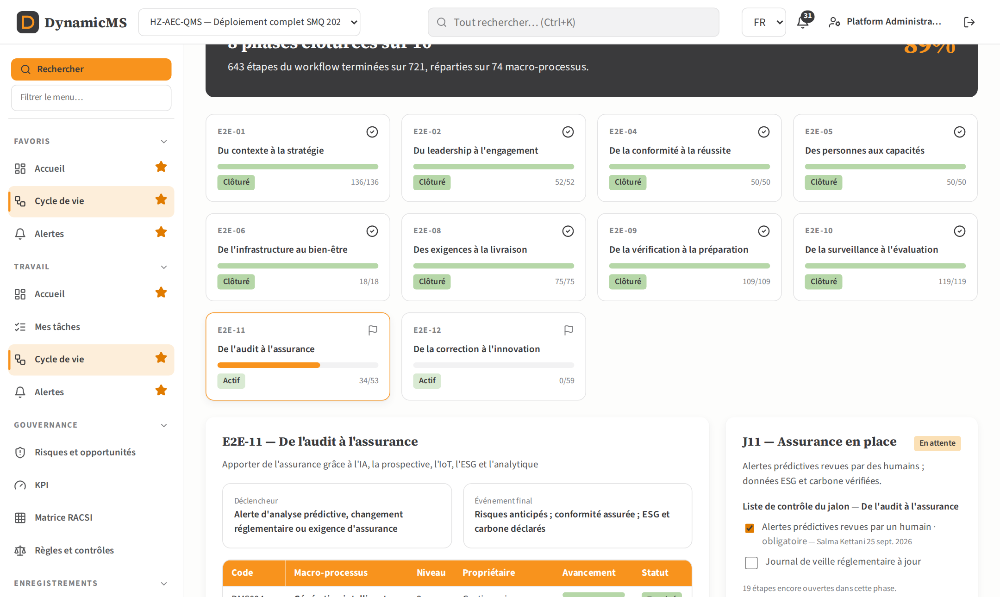 DynamicMS
HZ-AEC-QMS — Déploiement complet SMQ 202
Tout rechercher… (Ctrl+K)
FR
31
Platform Administra…
Rechercher
Filtrer le menu…
FAVORIS
Accueil
Cycle de vie
Alertes
TRAVAIL
Accueil
Mes tâches
Cycle de vie
Alertes
GOUVERNANCE
Risques et opportunités
KPI
Matrice RACSI
Règles et contrôles
ENREGISTREMENTS
8 phases clôturées sur 10
89%
643 étapes du workflow terminées sur 721, réparties sur 74 macro-processus.
E2E-01
Du contexte à la stratégie
Clôturé 136/136
E2E-02
Du leadership à l'engagement
Clôturé 52/52
E2E-04
De la conformité à la réussite
Clôturé 50/50
E2E-05
Des personnes aux capacités
Clôturé 50/50
E2E-06
De l'infrastructure au bien-être
Clôturé 18/18
E2E-08
Des exigences à la livraison
Clôturé 75/75
E2E-09
De la vérification à la préparation
Clôturé 109/109
E2E-10
De la surveillance à l'évaluation
Clôturé 119/119
E2E-11
De l'audit à l'assurance
Actif 34/53
E2E-12
De la correction à l'innovation
Actif 0/59
E2E-11 — De l'audit à l'assurance
Apporter de l'assurance grâce à l'IA, la prospective, l'IoT, l'ESG et l'analytique
Déclencheur
Alerte d'analyse prédictive, changement
réglementaire ou exigence d'assurance
Événement final
Risques anticipés ; conformité assurée ; ESG et
carbone déclarés
Code Macro-processus Niveau Propriétaire Avancement Statut
J11 — Assurance en place
En attente
Alertes prédictives revues par des humains ;
données ESG et carbone vérifiées.
Liste de contrôle du jalon — De l'audit à l'assurance
Alertes prédictives revues par un humain ·
obligatoire — Salma Kettani 25 sept. 2026
Journal de veille réglementaire à jour
19 étapes encore ouvertes dans cette phase.